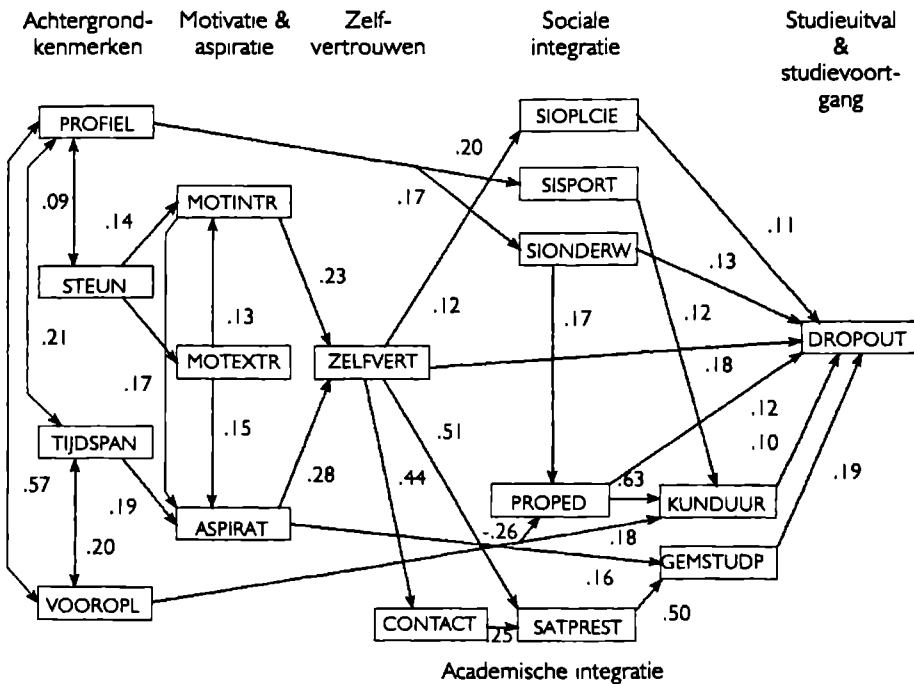 Achtergrond-
kenmerken
Motivatie &
aspiratie
Zelf-
vertrouwen
Sociale
integratie
Studieuitval
&
studievoort-
gang
PROFIEL
SIOPLCIE
.20
SISPORT
.09
.14
MOTINTR
.17
.11
STEUN
SIONDERW
.23
.13
.13
.12
.17
.12
DROPOUT
.21
MOTEXTR
ZELFVERT
.18
.17
.12
TIJDSPAN
.15
.51
.10
.57
.19
.28
.44
.63
.19
PROPED
KUNDUUR
ASPIRAT
-.26
.18
.20
GEMSTUDP
.16
VOOROPL
CONTACT
.25
SATPREST
.50
Academische integratie